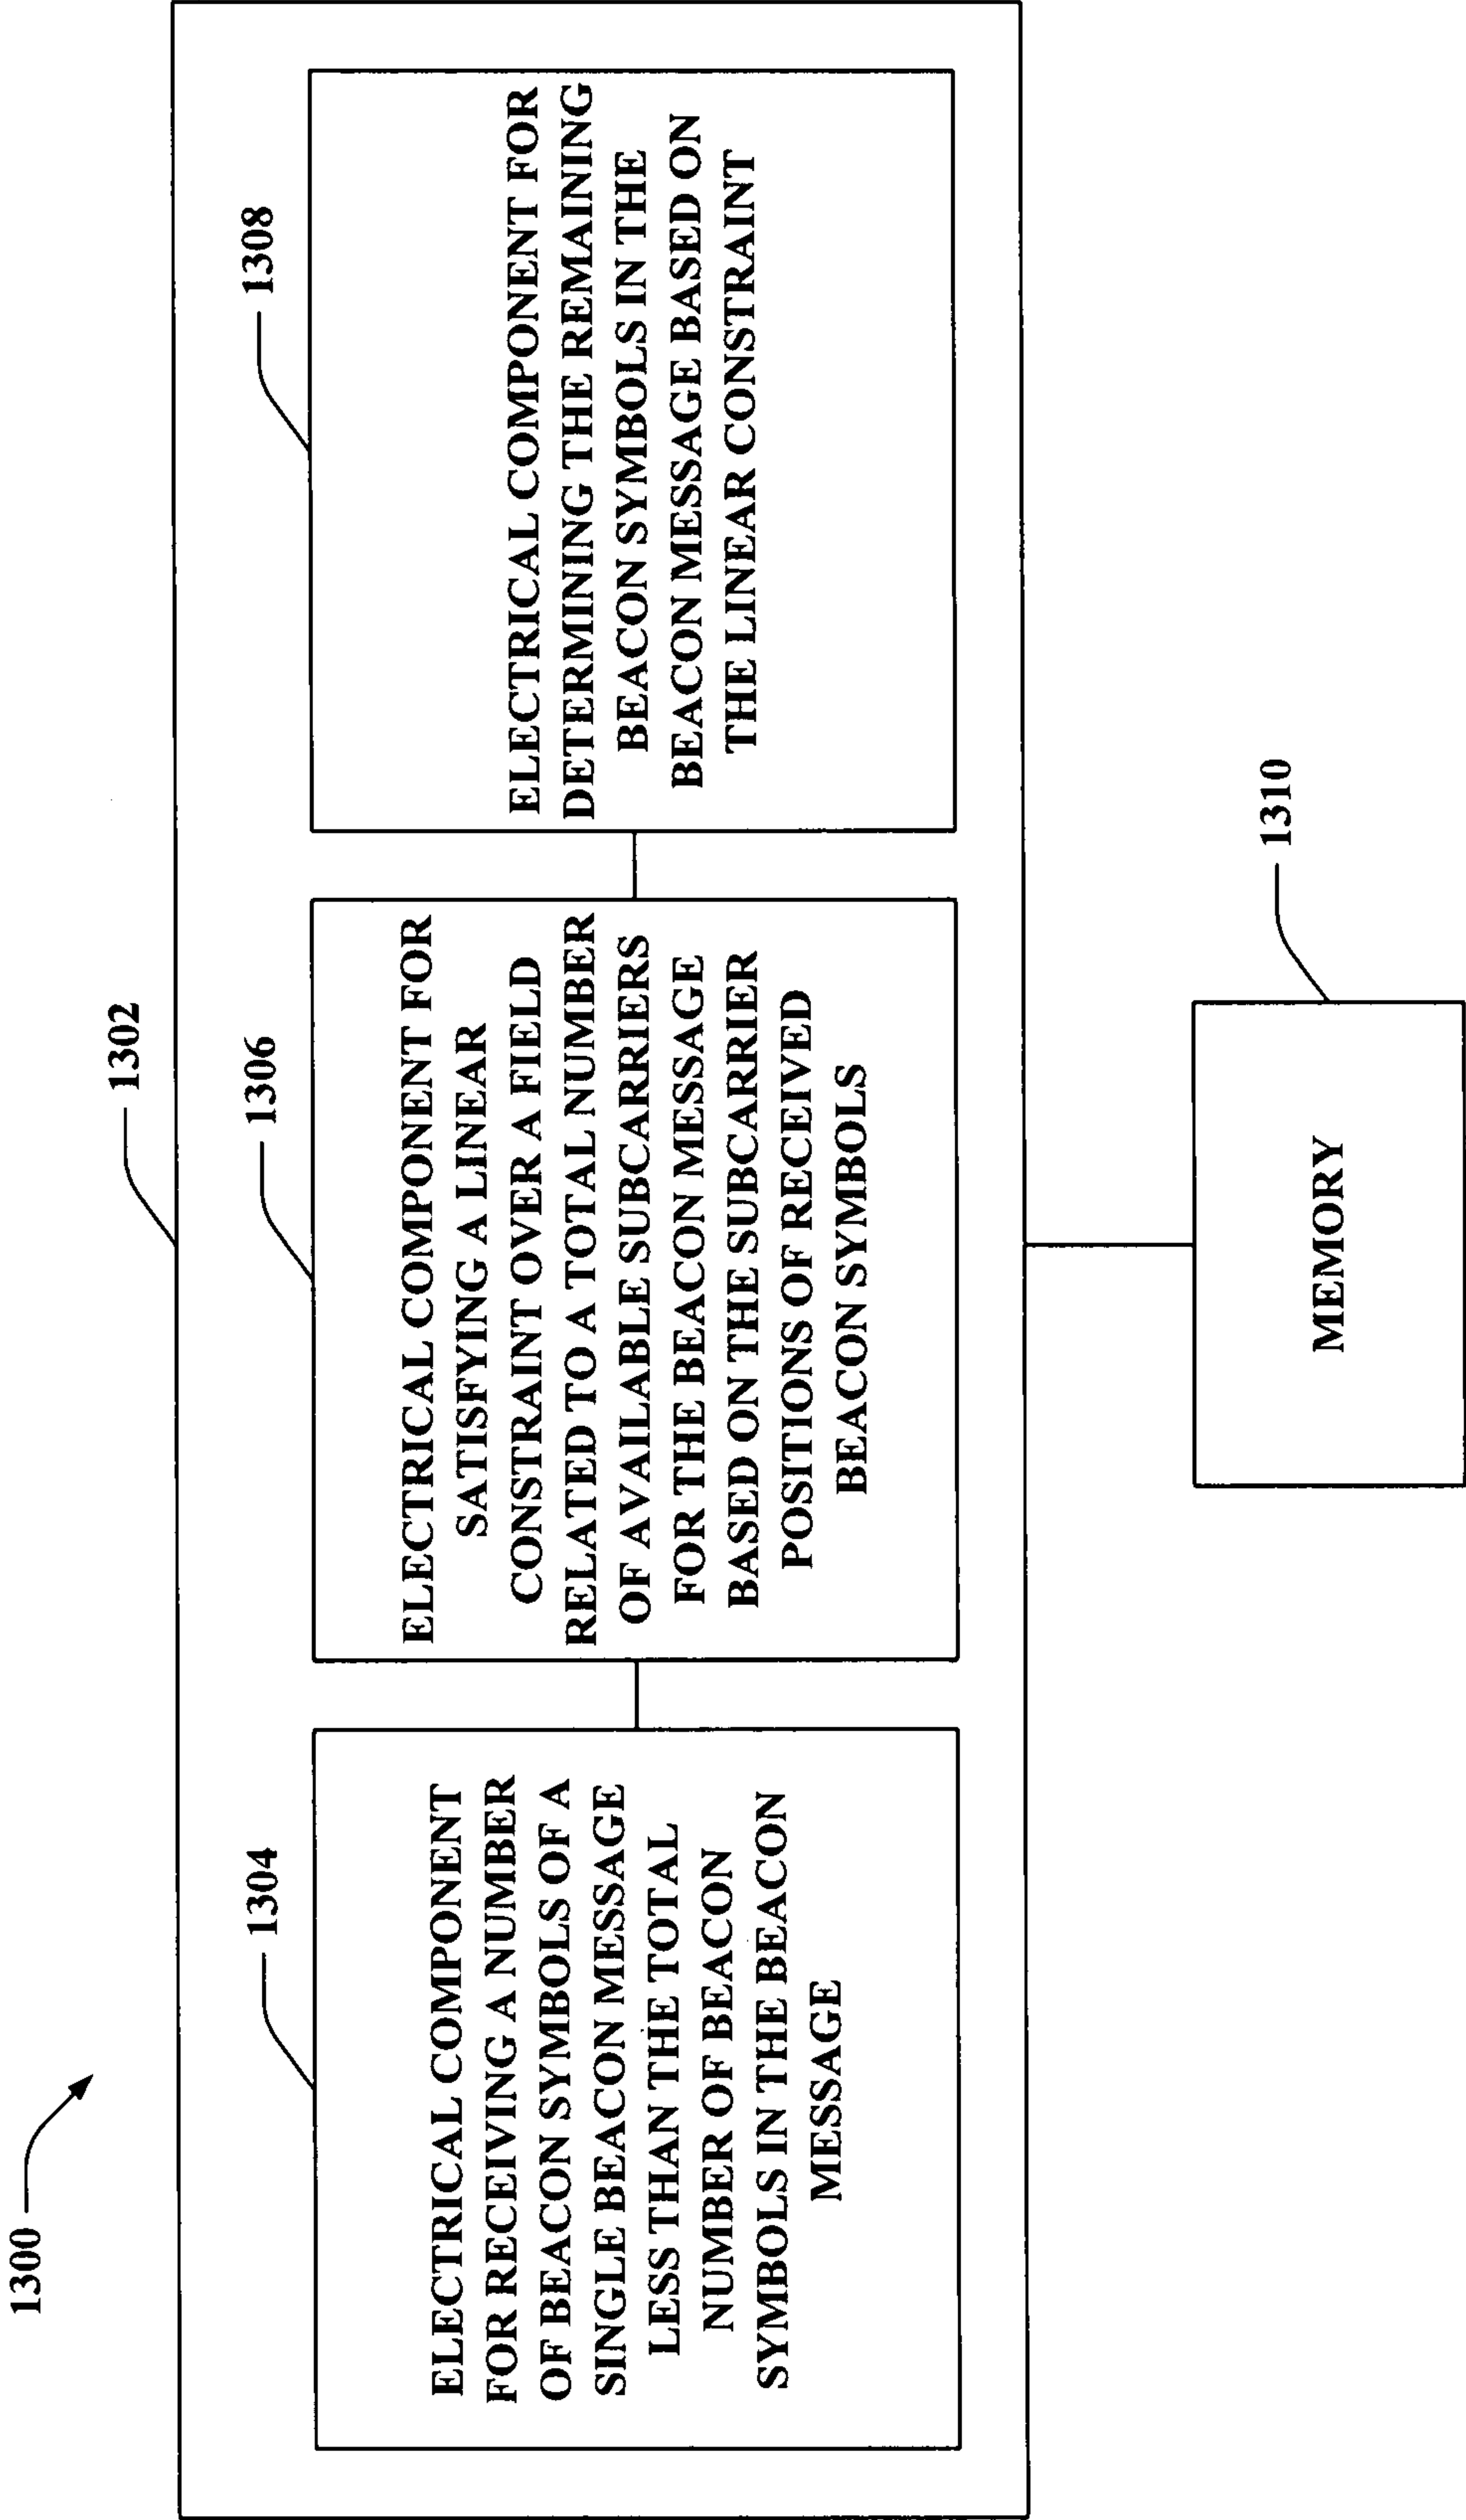 1300
1302
1304
ELECTRICAL COMPONENT
FOR RECEIVING A NUMBER
OF BEACON SYMBOLS OF A
SINGLE BEACON MESSAGE
LESS THAN THE TOTAL
NUMBER OF BEACON
SYMBOLS IN THE BEACON
MESSAGE
1306
ELECTRICAL COMPONENT FOR
SATISFYING A LINEAR
CONSTRAINT OVER A FIELD
RELATED TO A TOTAL NUMBER
OF AVAILABLE SUBCARRIERS
FOR THE BEACON MESSAGE
BASED ON THE SUBCARRIER
POSITIONS OF RECEIVED
BEACON SYMBOLS
1308
ELECTRICAL COMPONENT FOR
DETERMINING THE REMAINING
BEACON SYMBOLS IN THE
BEACON MESSAGE BASED ON
THE LINEAR CONSTRAINT
1310
MEMORY